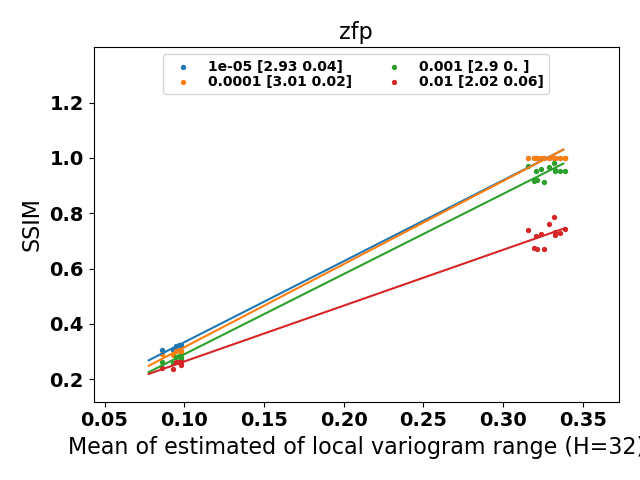 zfp
1e-05 [2.93 0.04]
0.0001 [3.01 0.02]
0.001 [2.9 0. ]
0.01 [2.02 0.06]
SSIM
1.2
1.0
0.8
0.6
0.4
0.2
0.05 0.10 0.15 0.20 0.25 0.30 0.35
Mean of estimated of local variogram range (H=32)